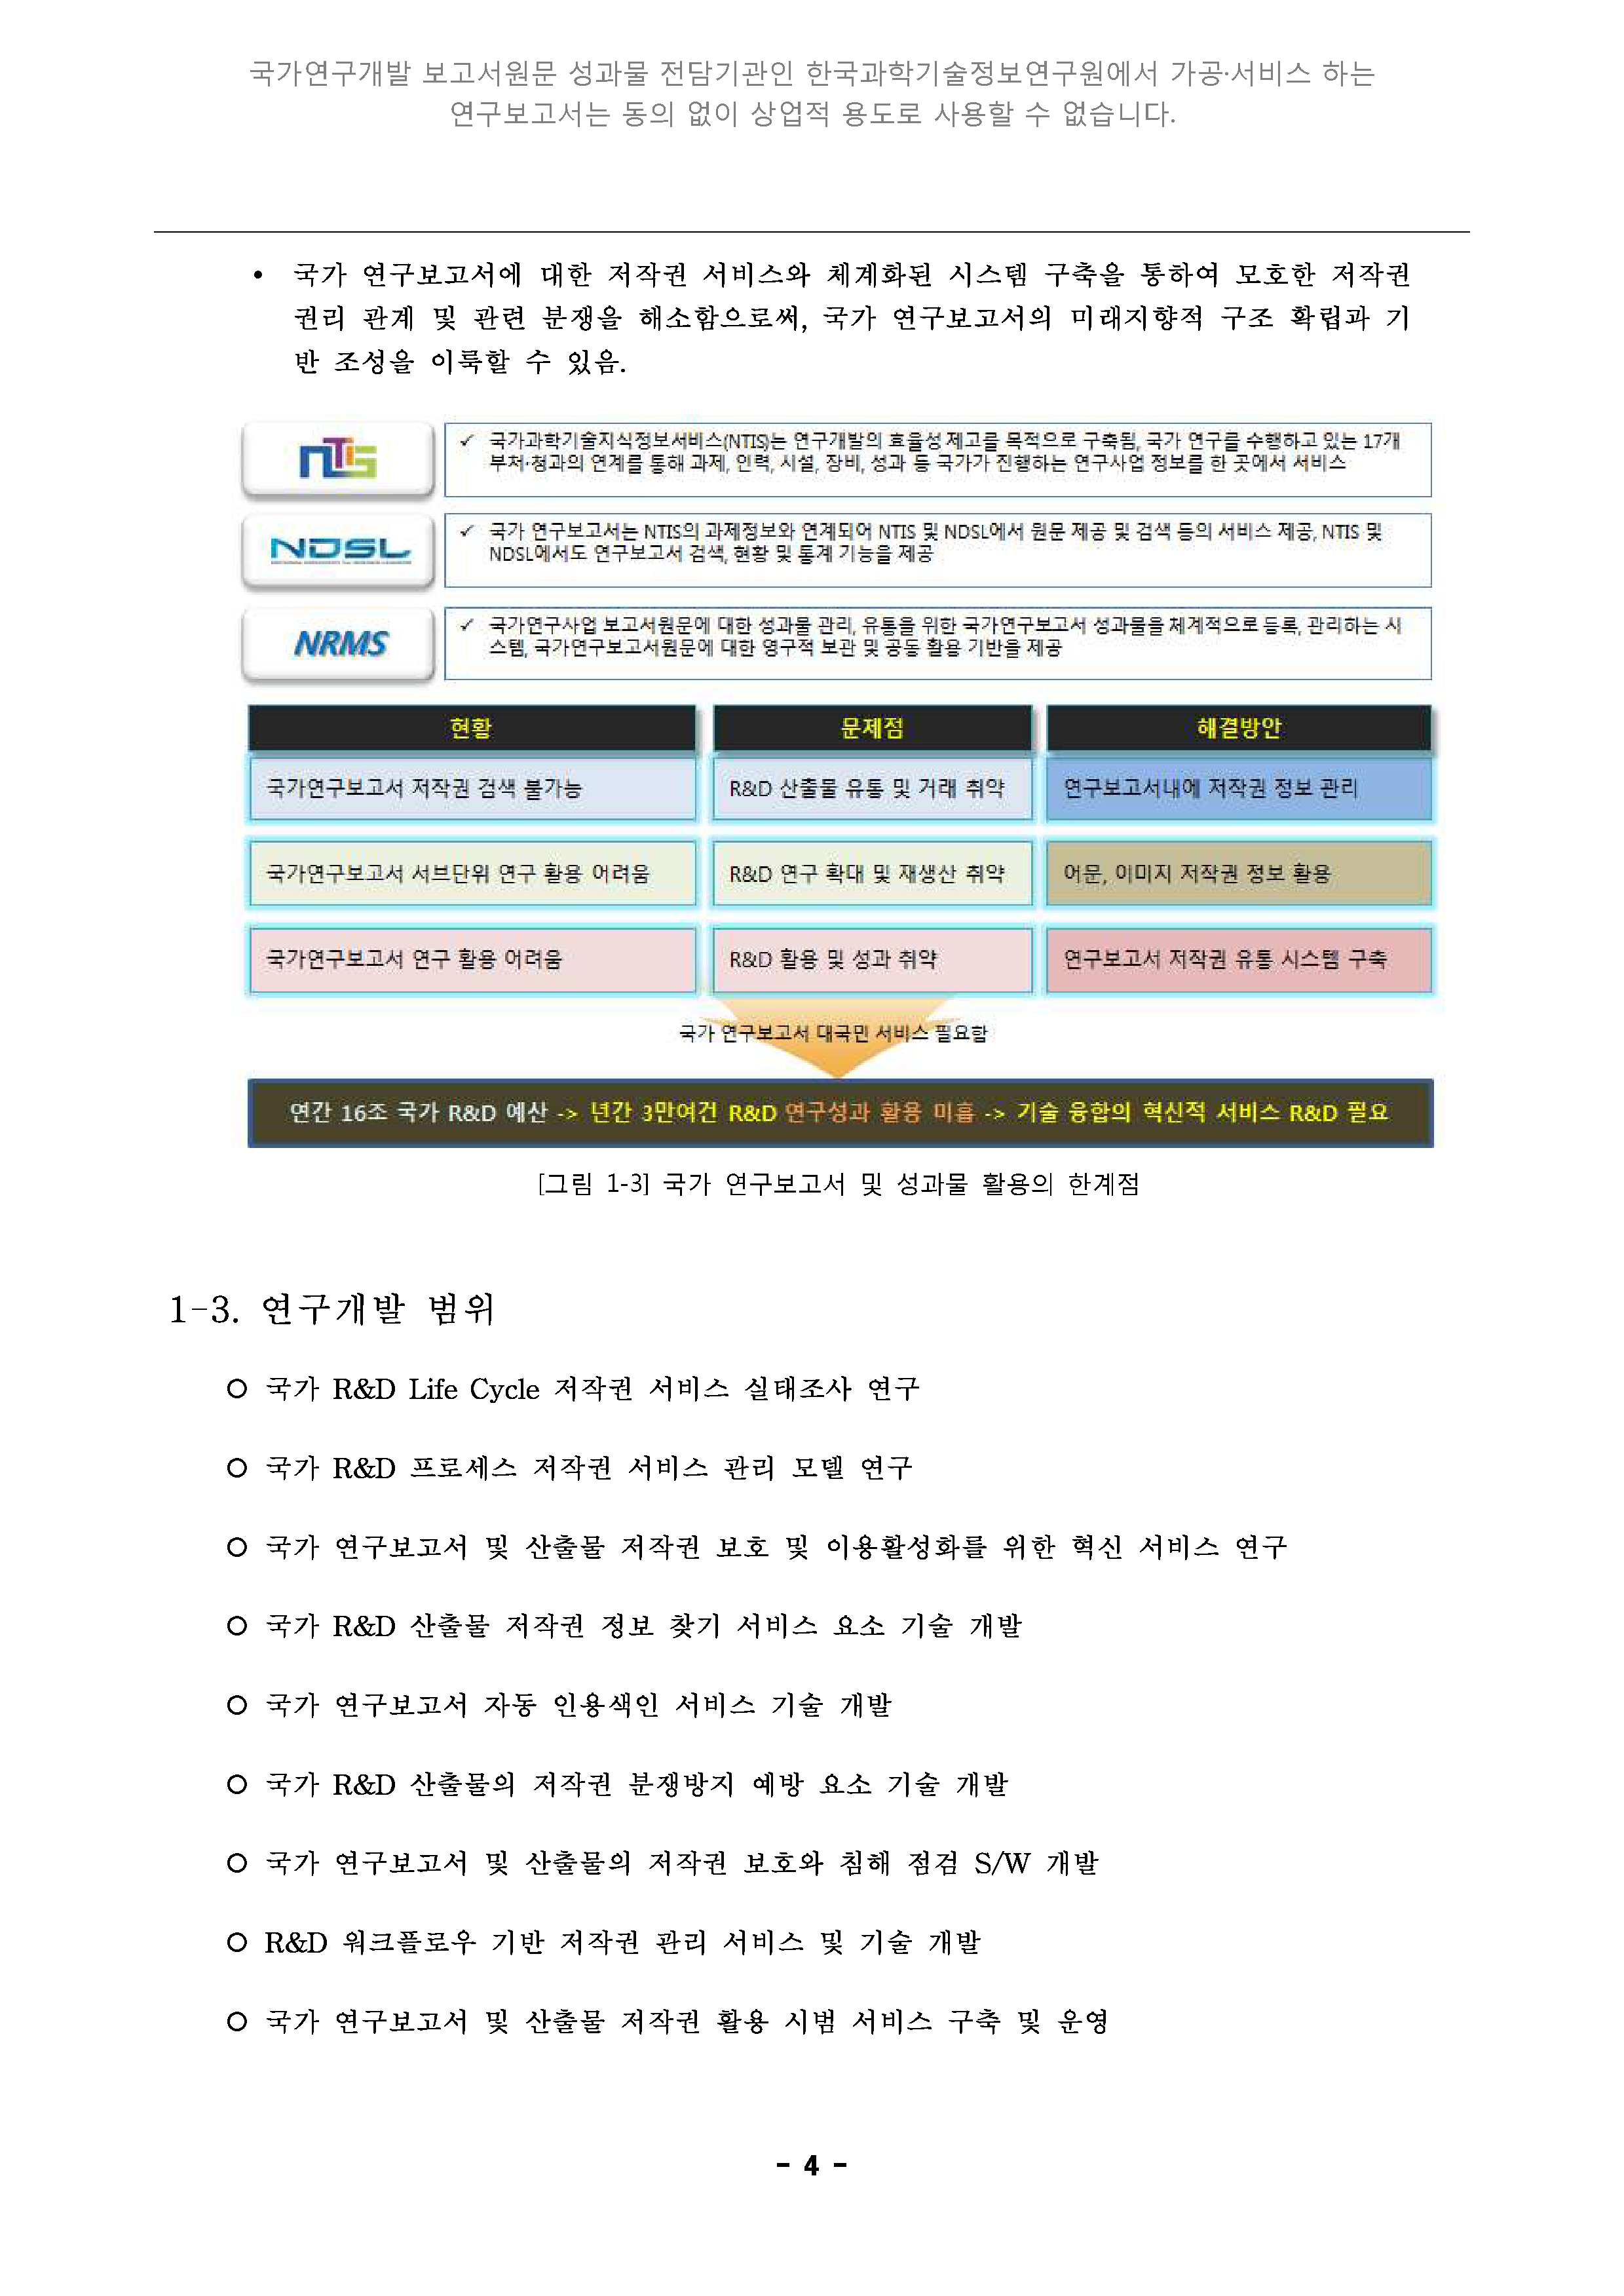 국가연구개발 보고서원문 성과물 전담기관인 한국과학기술정보연구원에서 가공·서비스 하는
연구보고서는 동의 없이 상업적 용도로 사용할 수 없습니다.
• 국가 연구보고서에 대한 저작권 서비스와 체계화된 시스템 구축을 통하여 모호한 저작권
권리 관계 및 관련 분쟁을 해소함으로써, 국가 연구보고서의 미래지향적 구조 확립과 기
반 조성을 이룩할 수 있음.
NTIS
✓ 국가과학기술지식정보서비스(NTIS)는 연구개발의 효율성 제고를 목적으로 구축됨, 국가 연구를 수행하고 있는 17개
부처·청과의 연계를 통해 과제, 인력, 시설, 장비, 성과 등 국가가 진행하는 연구사업 정보를 한 곳에서 서비스
NDSL
✓ 국가 연구보고서는 NTIS의 과제정보와 연계되어 NTIS 및 NDSL에서 원문 제공 및 검색 등의 서비스 제공, NTIS 및
NDSL에서도 연구보고서 검색, 현황 및 통계 기능을 제공
NRMS
✓ 국가연구사업 보고서원문에 대한 성과물 관리, 유통을 위한 국가연구보고서 성과물을 체계적으로 등록, 관리하는 시
스템, 국가연구보고서원문에 대한 영구적 보관 및 공동 활용 기반을 제공
현황 문제점 해결방안
국가연구보고서 저작권 검색 불가능 R&D 산출물 유통 및 거래 취약 연구보고서내에 저작권 정보 관리
국가연구보고서 서브단위 연구 활용 어려움 R&D 연구 확대 및 재생산 취약 어문, 이미지 저작권 정보 활용
국가연구보고서 연구 활용 어려움 R&D 활용 및 성과 취약 연구보고서 저작권 유통 시스템 구축
국가 연구보고서 대국민 서비스 필요함
연간 16조 국가 R&D 예산 -> 년간 3만여건 R&D 연구성과 활용 미흡 -> 기술 융합의 혁신적 서비스 R&D 필요
[그림 1-3] 국가 연구보고서 및 성과물 활용의 한계점
1-3. 연구개발 범위
○ 국가 R&D Life Cycle 저작권 서비스 실태조사 연구
○ 국가 R&D 프로세스 저작권 서비스 관리 모델 연구
○ 국가 연구보고서 및 산출물 저작권 보호 및 이용활성화를 위한 혁신 서비스 연구
○ 국가 R&D 산출물 저작권 정보 찾기 서비스 요소 기술 개발
○ 국가 연구보고서 자동 인용색인 서비스 기술 개발
○ 국가 R&D 산출물의 저작권 분쟁방지 예방 요소 기술 개발
○ 국가 연구보고서 및 산출물의 저작권 보호와 침해 점검 S/W 개발
○ R&D 워크플로우 기반 저작권 관리 서비스 및 기술 개발
○ 국가 연구보고서 및 산출물 저작권 활용 시범 서비스 구축 및 운영
- 4 -